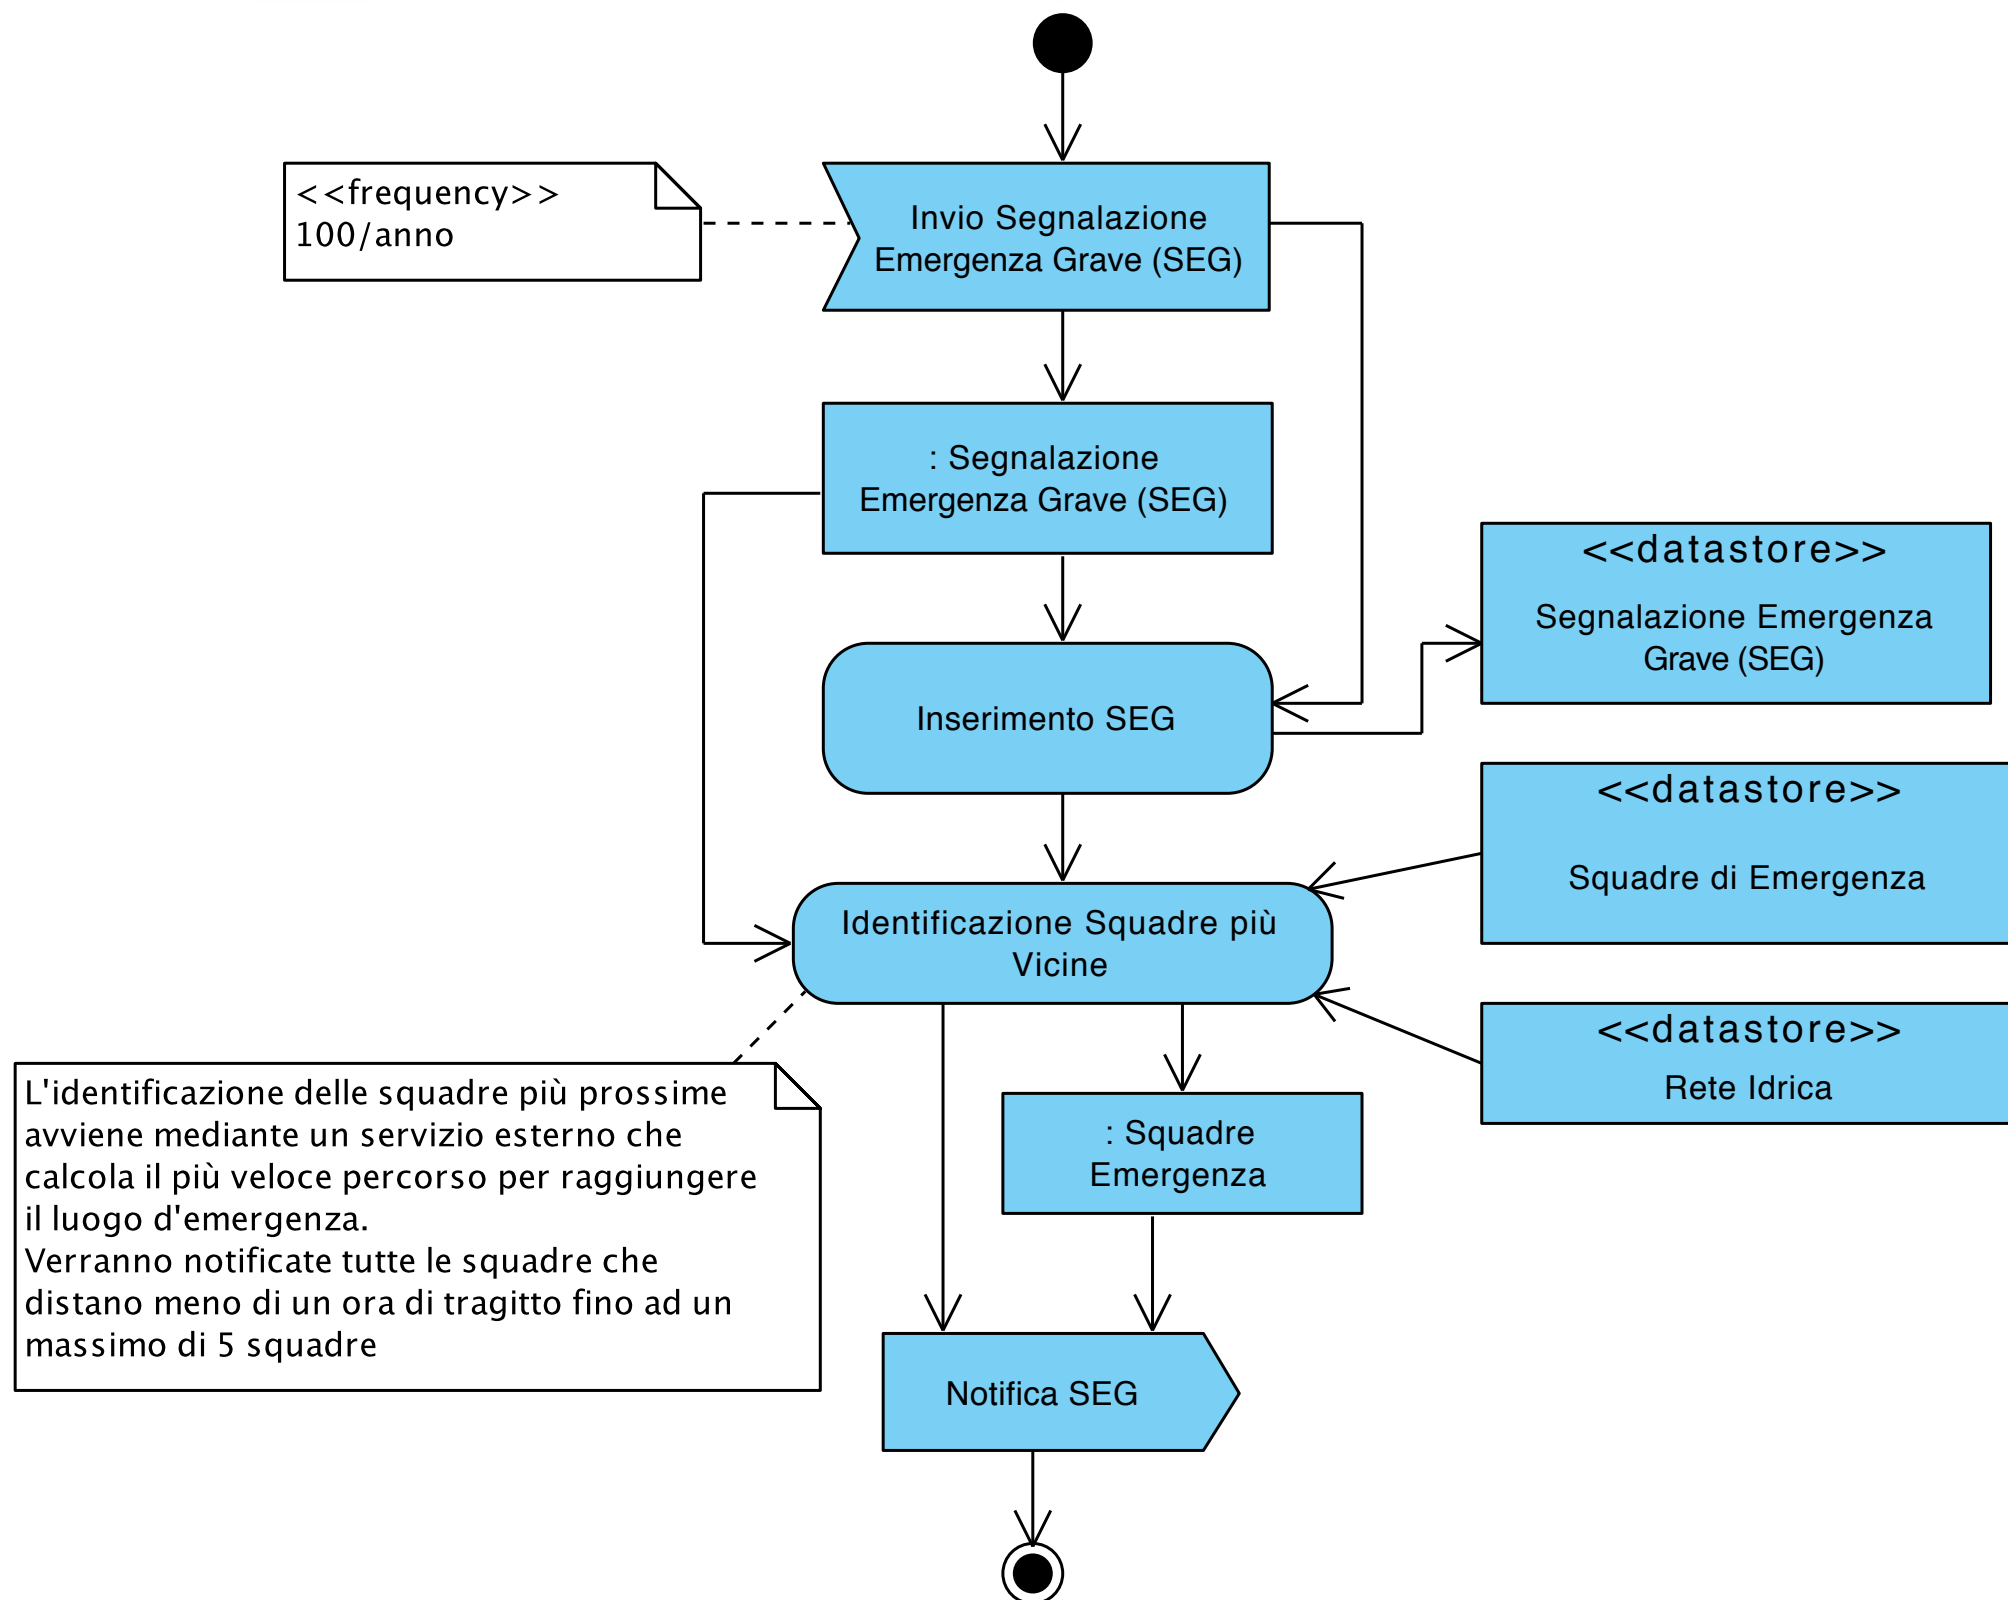 <<frequency>>
100/anno
Invio Segnalazione
Emergenza Grave (SEG)
: Segnalazione
Emergenza Grave (SEG)
<<datastore>>
Segnalazione Emergenza
Grave (SEG)
Inserimento SEG
<<datastore>>
Squadre di Emergenza
Identificazione Squadre più
Vicine
<<datastore>>
Rete Idrica
L'identificazione delle squadre più prossime
avviene mediante un servizio esterno che
calcola il più veloce percorso per raggiungere
il luogo d'emergenza.
Verranno notificate tutte le squadre che
distano meno di un ora di tragitto fino ad un
massimo di 5 squadre
: Squadre
Emergenza
Notifica SEG